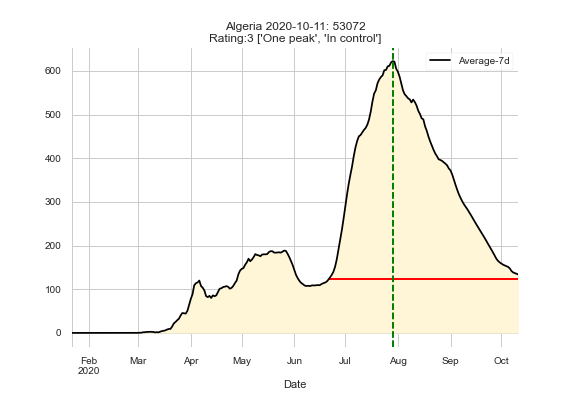 Algeria 2020-10-11: 53072
Rating:3 ['One peak', 'In control']
Average-7d
600
500
400
300
200
100
0
Feb Mar Apr May Jun Jul Aug Sep Oct
2020
Date